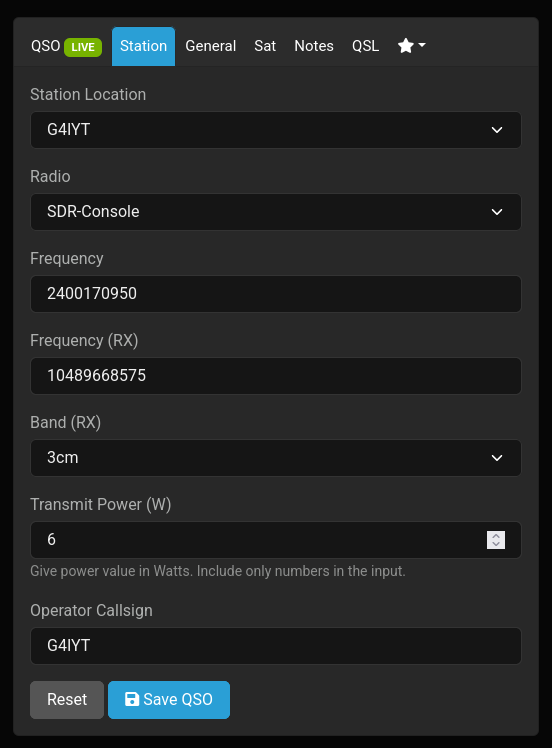 QSO LIVE Station General Sat Notes QSL
Station Location
G4IYT
Radio
SDR-Console
Frequency
2400170950
Frequency (RX)
10489668575
Band (RX)
3cm
Transmit Power (W)
6
Give power value in Watts. Include only numbers in the input.
Operator Callsign
G4IYT
Reset Save QSO